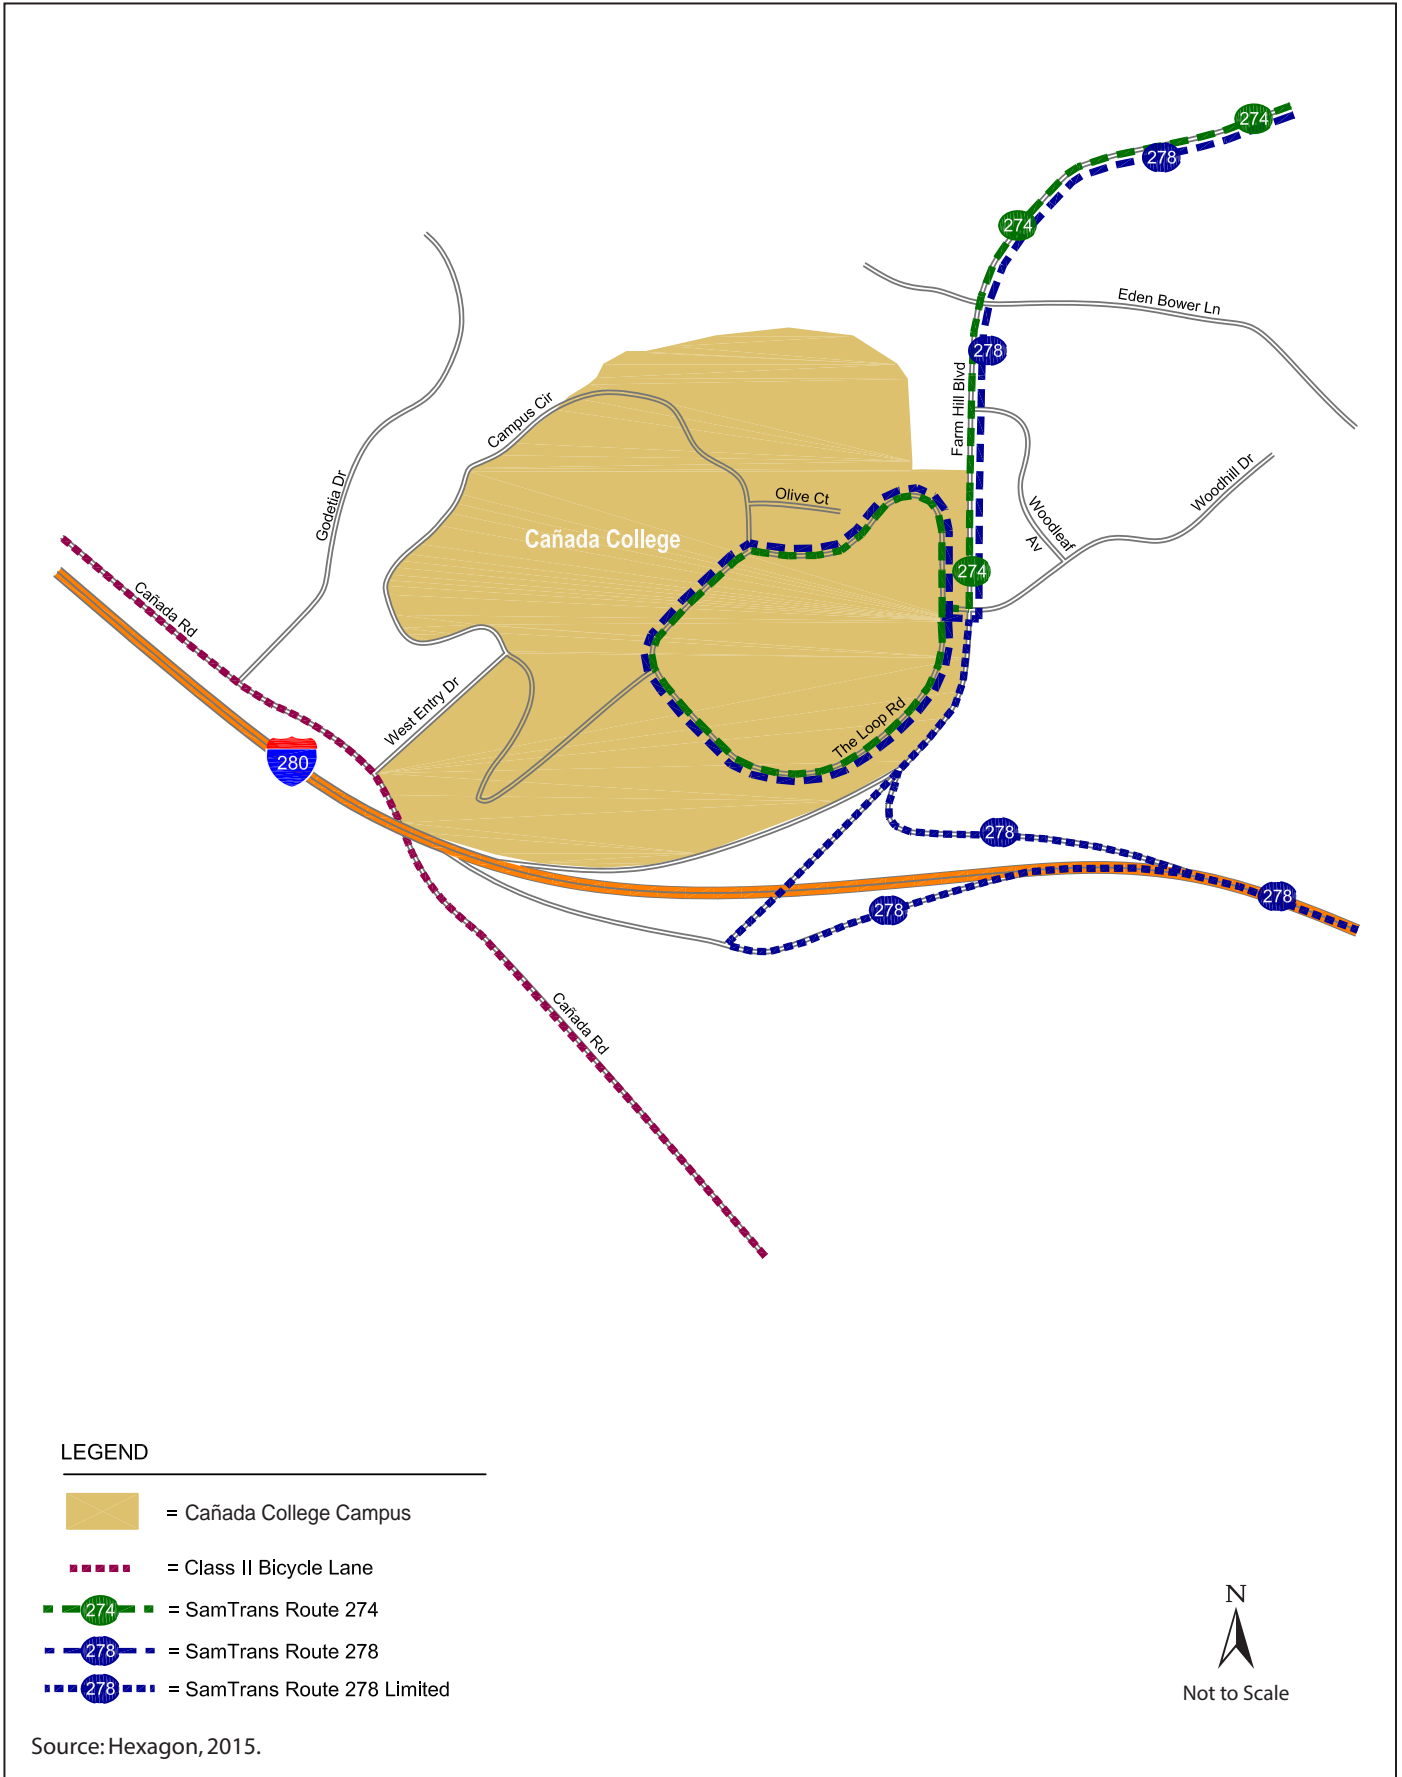 274
278
274
Eden Bower Ln
278
Farm Hill Blvd
Campus Cir
Godetia Dr
Olive Ct
Woodhill Dr
Woodleaf
Av
Cañada College
274
Cañada Rd
West Entry Dr
The Loop Rd
280
278
278
278
Cañada Rd
LEGEND
= Cañada College Campus
= Class II Bicycle Lane
274 = SamTrans Route 274
278 = SamTrans Route 278
278 = SamTrans Route 278 Limited
N
Not to Scale
Source: Hexagon, 2015.